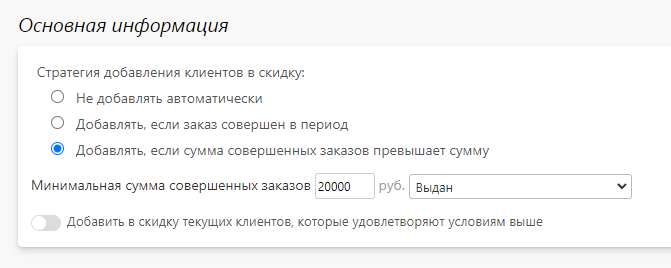 Основная информация
Стратегия добавления клиентов в скидку:
Не добавлять автоматически
Добавлять, если заказ совершен в период
Добавлять, если сумма совершенных заказов превышает сумму
Минимальная сумма совершенных заказов 20000 руб. Выдан
Добавить в скидку текущих клиентов, которые удовлетворяют условиям выше